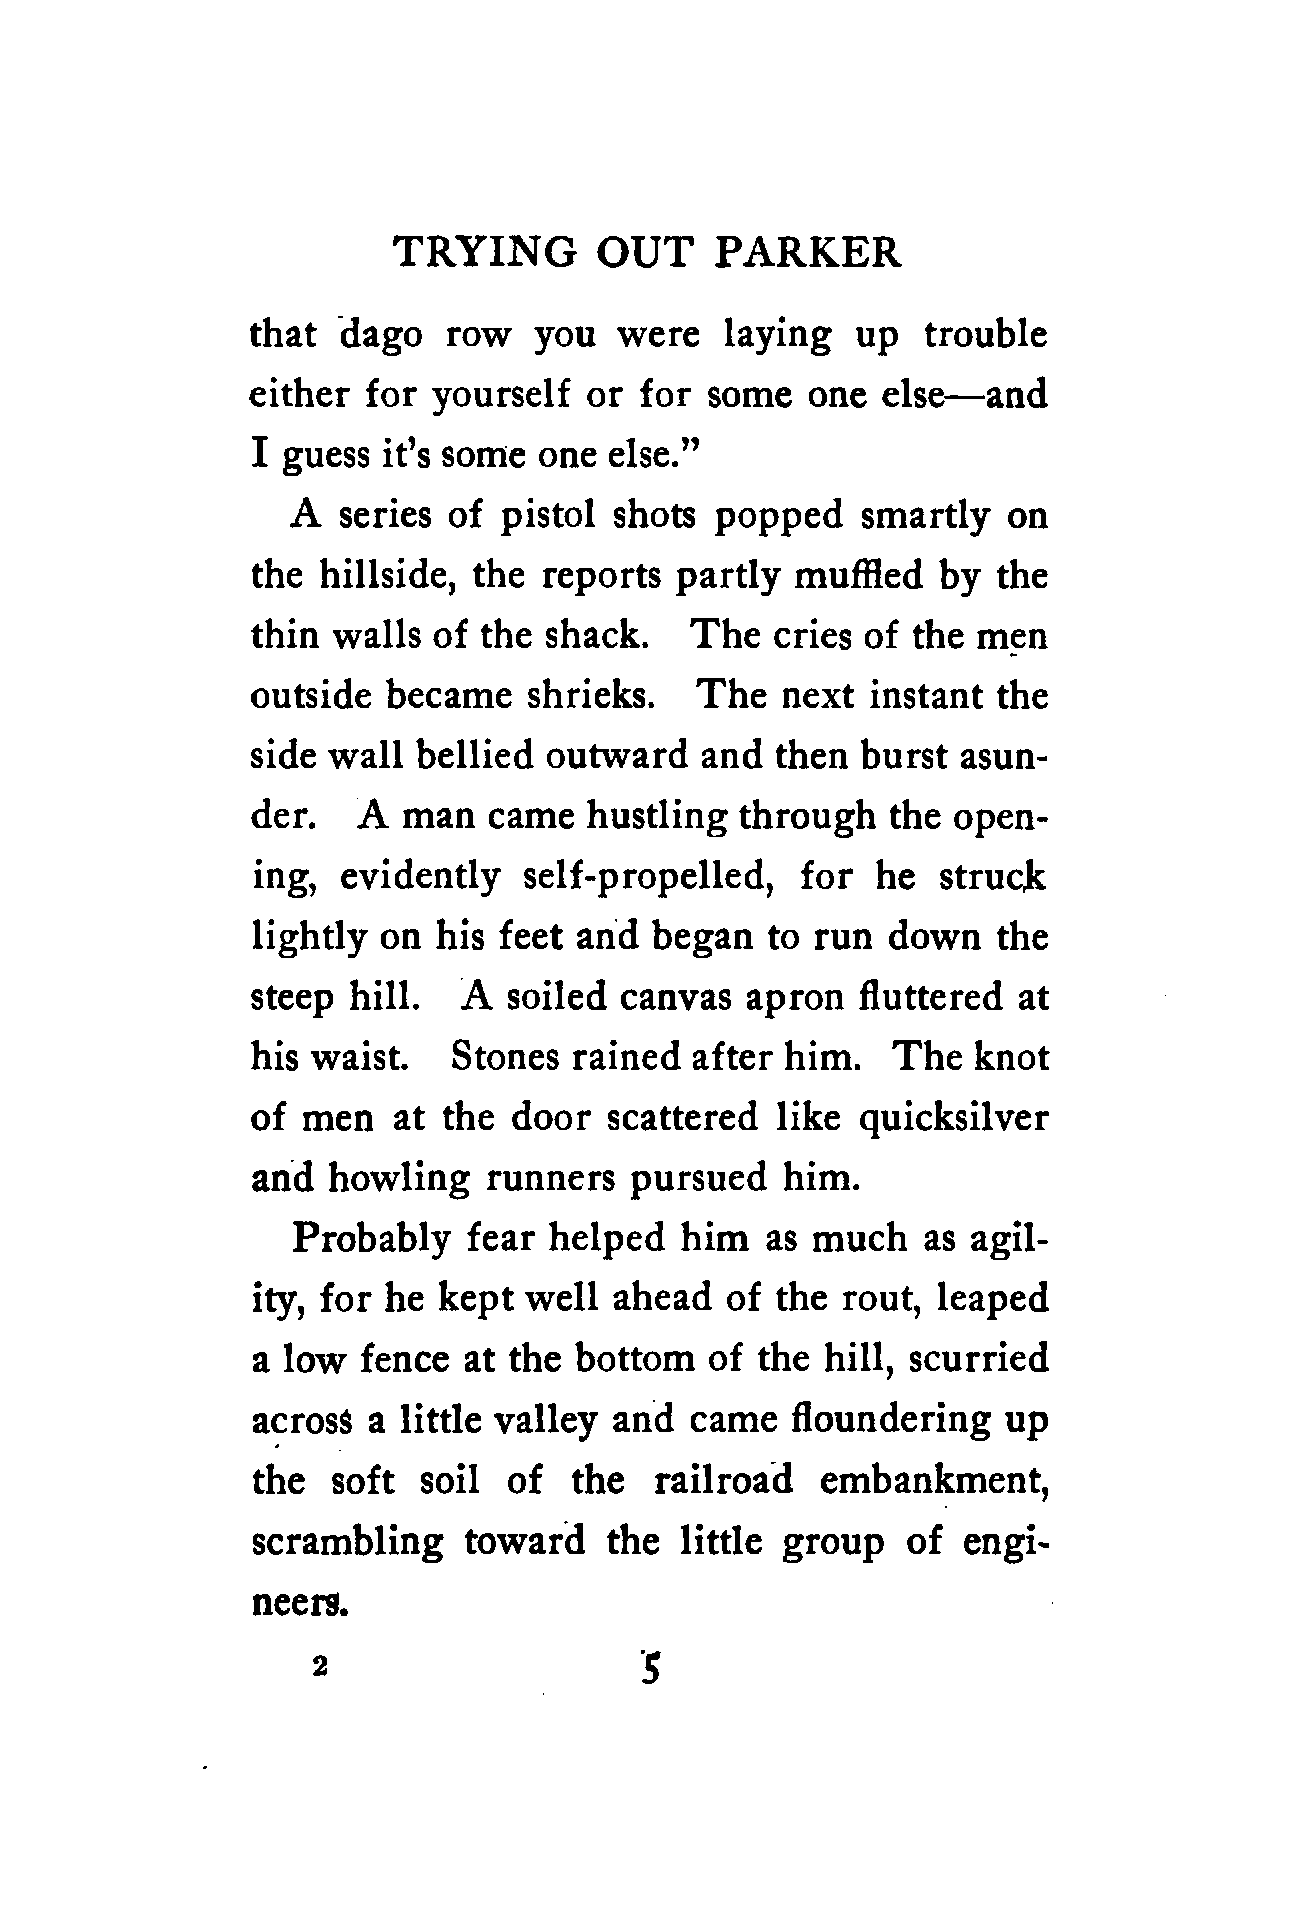 TRYING OUT PARKER
that dago row you were laying up trouble
either for yourself or for some one else—and
I guess it's some one else."
A series of pistol shots popped smartly on
the hillside, the reports partly muffled by the
thin walls of the shack. The cries of the men
outside became shrieks. The next instant the
side wall bellied outward and then burst asun-
der. A man came hustling through the open-
ing, evidently self-propelled, for he struck
lightly on his feet and began to run down the
steep hill. A soiled canvas apron fluttered at
his waist. Stones rained after him. The knot
of men at the door scattered like quicksilver
and howling runners pursued him.
Probably fear helped him as much as agil-
ity, for he kept well ahead of the rout, leaped
a low fence at the bottom of the hill, scurried
across a little valley and came floundering up
the soft soil of the railroad embankment,
scrambling toward the little group of engi-
neers.
2 5